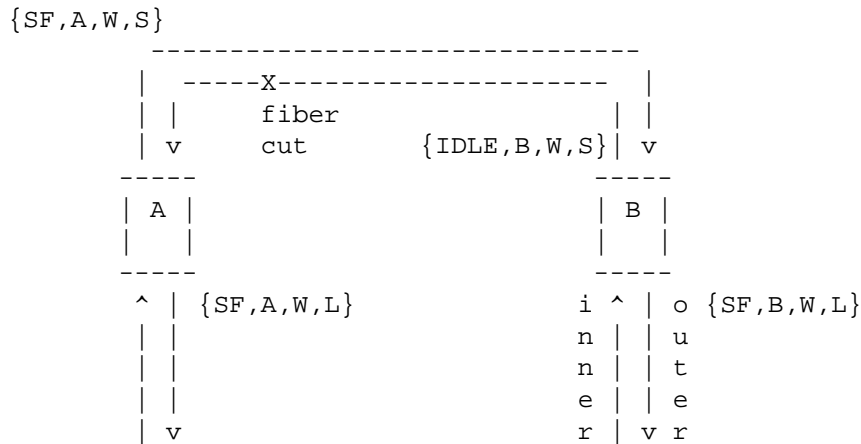 {SF,A,W,S}
-------------------------------
| -----X--------------------- |
| | fiber | |
| v cut {IDLE,B,W,S}| v
----- -----
| A | | B |
| | | |
----- -----
^ | {SF,A,W,L} i ^ | o {SF,B,W,L}
| | n | | u
| | n | | t
| | e | | e
| v r | v r